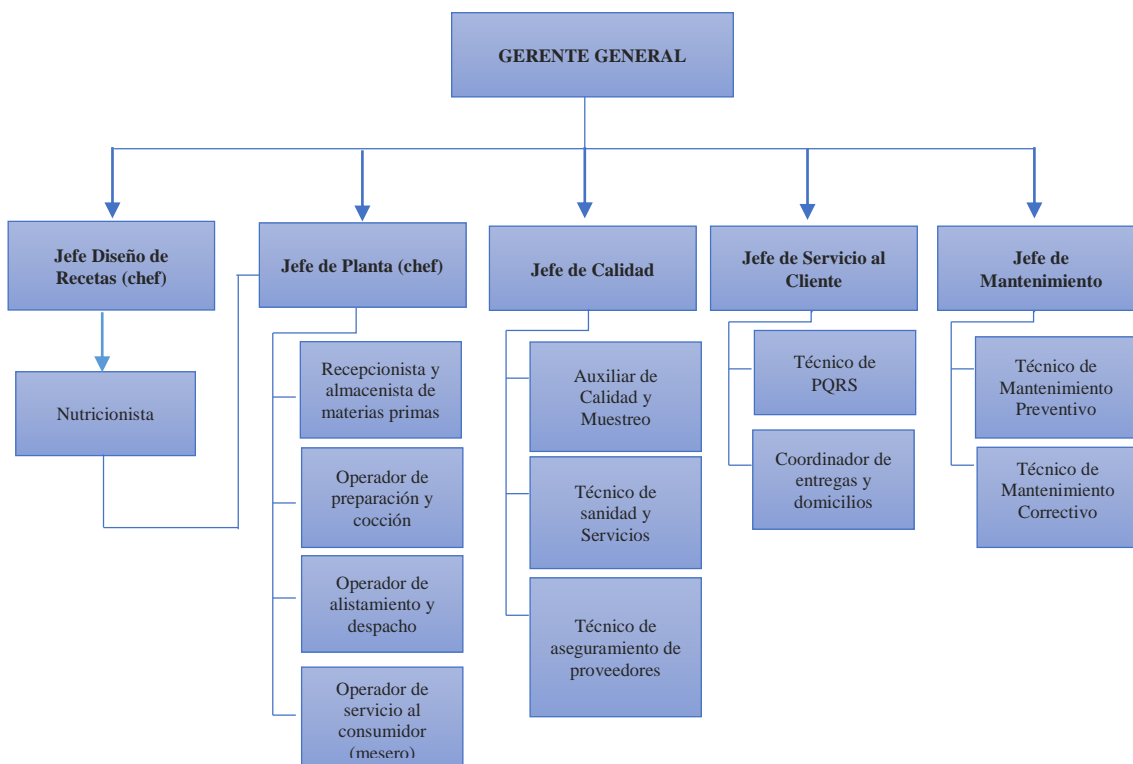 GERENTE GENERAL
Jefe Diseño de
Recetas (chef)
Jefe de Planta (chef)
Jefe de Calidad
Jefe de Servicio al
Cliente
Jefe de
Mantenimiento
Nutricionista
Recepcionista y
almacenista de
materias primas
Operador de
preparación y
cocción
Operador de
alistamiento y
despacho
Operador de
servicio al
consumidor
(mesero)
Auxiliar de
Calidad y
Muestreo
Técnico de
sanidad y
Servicios
Técnico de
aseguramiento de
proveedores
Técnico de
PQRS
Coordinador de
entregas y
domicilios
Técnico de
Mantenimiento
Preventivo
Técnico de
Mantenimiento
Correctivo